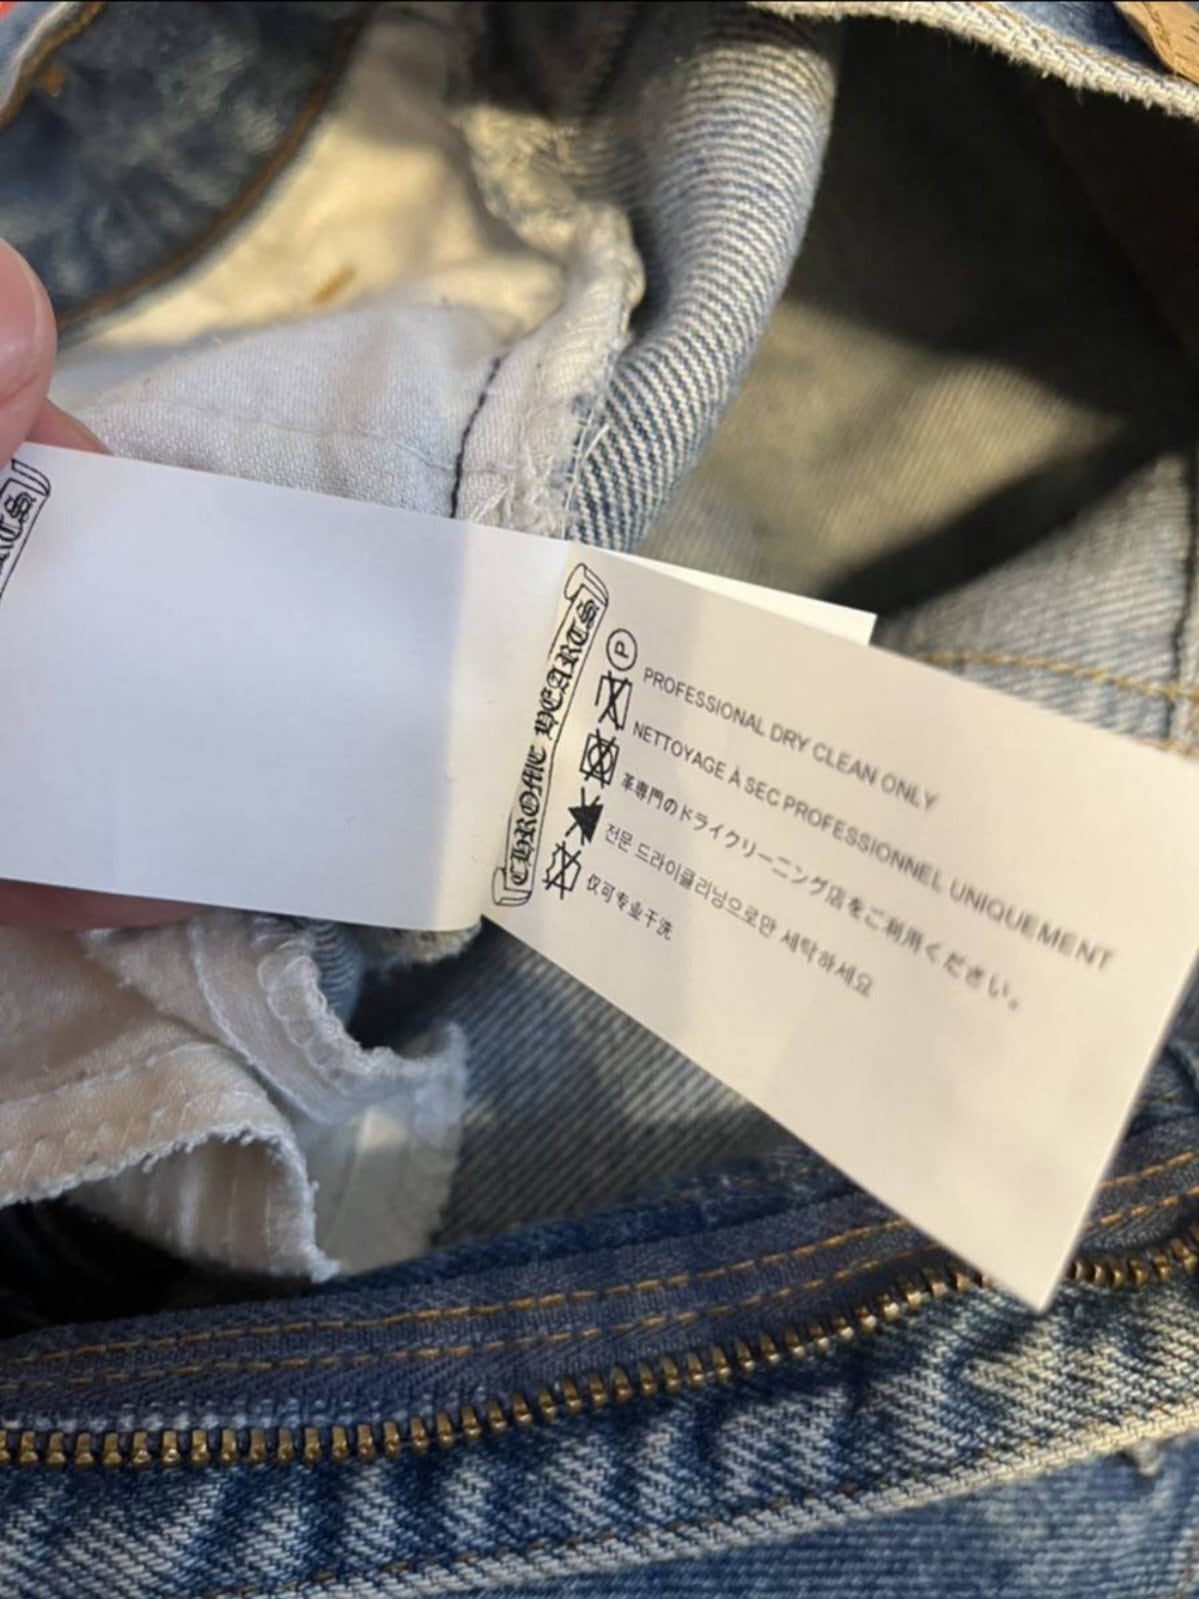 CHROME HEARTS
P
PROFESSIONAL DRY CLEAN ONLY
NETTOYAGE À SEC PROFESSIONNEL UNIQUEMENT
革専門のドライクリーニング店をご利用ください。
전문 드라이클리닝으로만 세탁하세요
仅可专业干洗